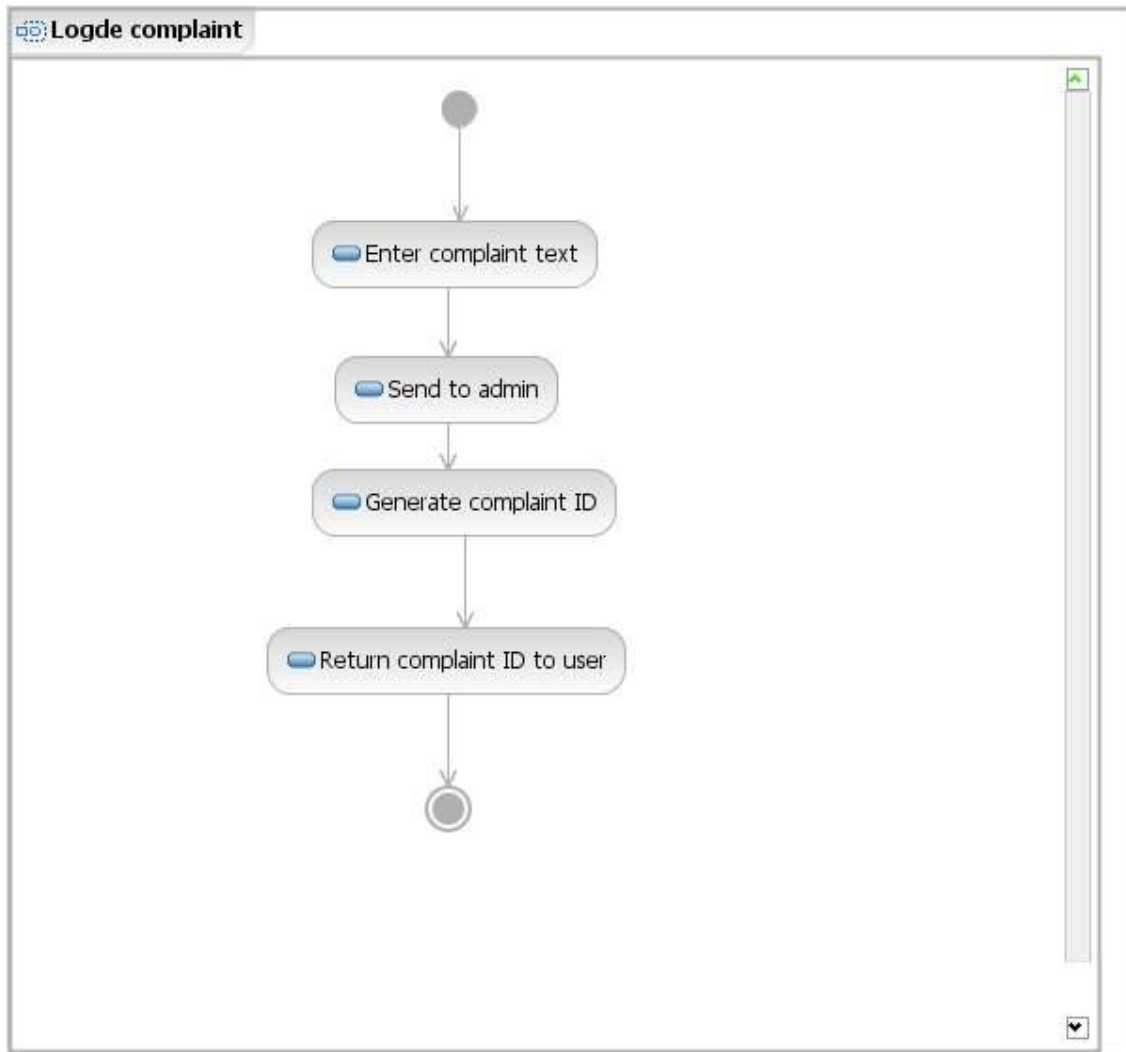 Logde complaint
Enter complaint text
Send to admin
Generate complaint ID
Return complaint ID to user